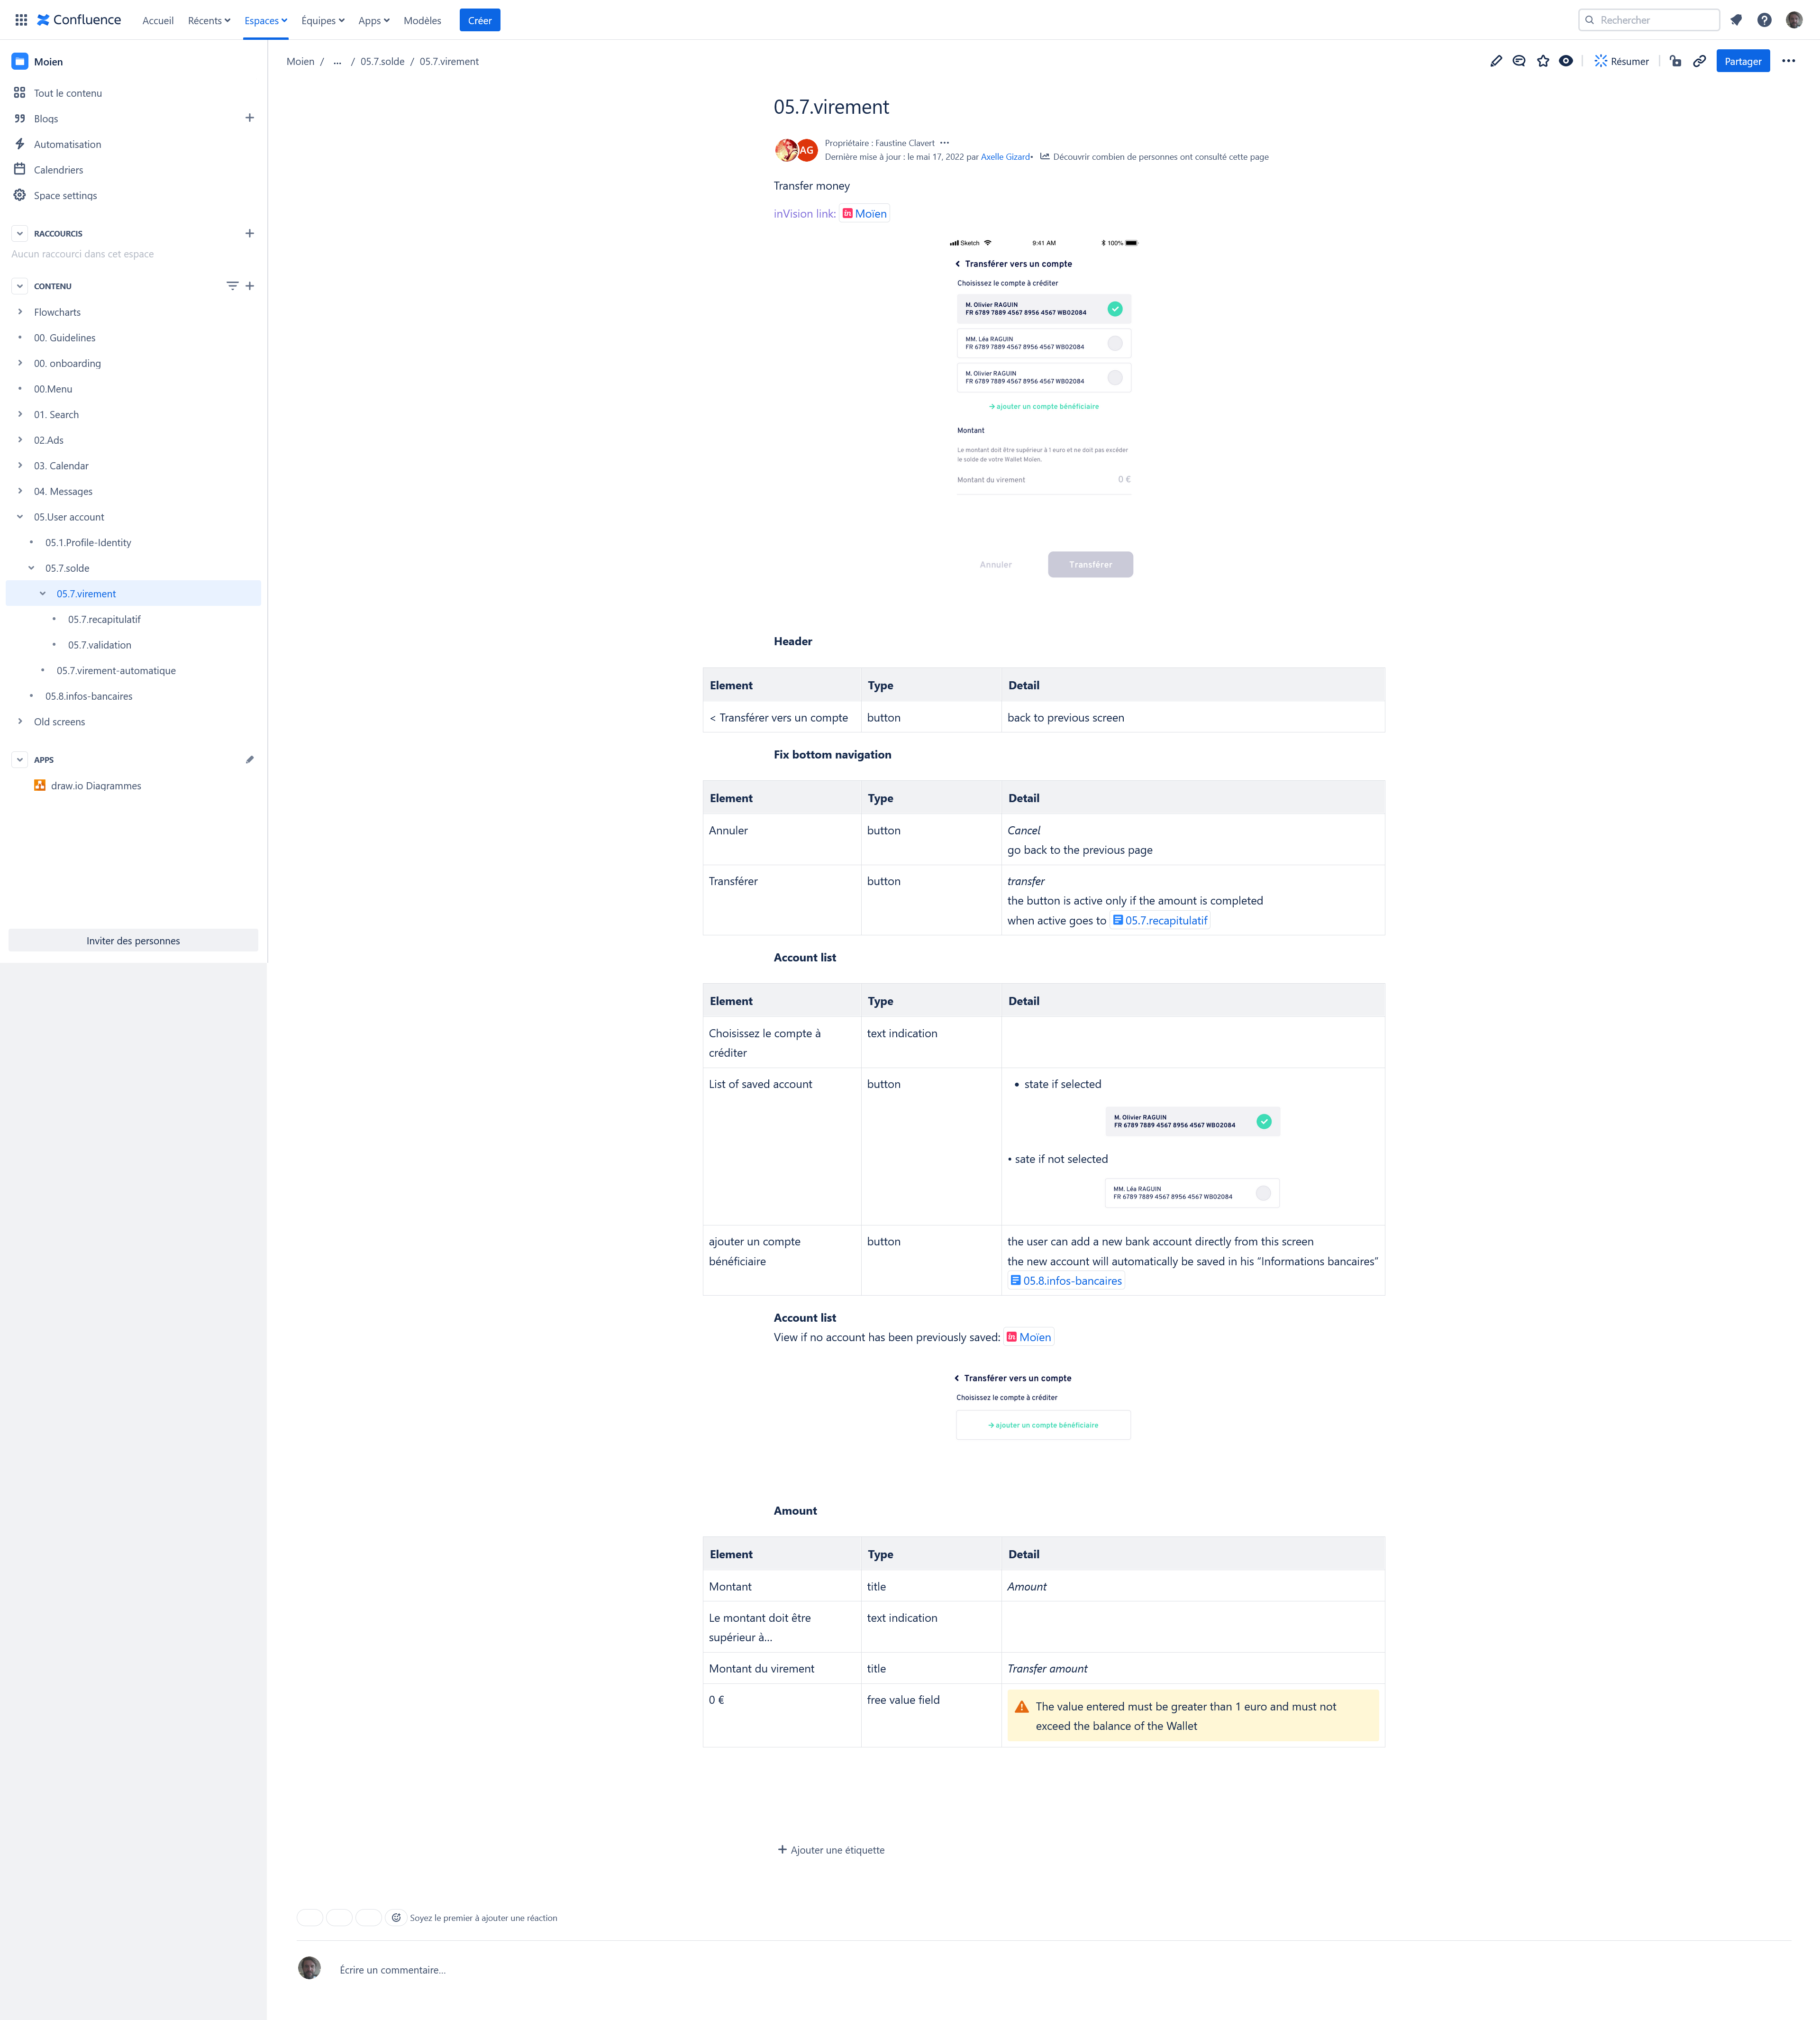 Confluence
Accueil
Récents
Espaces
Équipes
Apps
Modèles
Créer
Rechercher
Moien
Tout le contenu
Blogs
Automatisation
Calendriers
Space settings
RACCOURCIS
Aucun raccourci dans cet espace
CONTENU
Flowcharts
00. Guidelines
00. onboarding
00.Menu
01. Search
02.Ads
03. Calendar
04. Messages
05.User account
05.1.Profile-Identity
05.7.solde
05.7.virement
05.7.recapitulatif
05.7.validation
05.7.virement-automatique
05.8.infos-bancaires
Old screens
APPS
draw.io Diagrammes
Inviter des personnes
Moien / ... / 05.7.solde / 05.7.virement
Résumer
Partager
05.7.virement
AG
Propriétaire : Faustine Clavert
Dernière mise à jour : le mai 17, 2022 par Axelle Gizard• Découvrir combien de personnes ont consulté cette page
Transfer money
inVision link: in Moïen
Sketch 9:41 AM 100%
Transférer vers un compte
Choisissez le compte à créditer
M. Olivier RAGUIN
FR 6789 7889 4567 8956 4567 WB02084
MM. Léa RAGUIN
FR 6789 7889 4567 8956 4567 WB02084
M. Olivier RAGUIN
FR 6789 7889 4567 8956 4567 WB02084
→ ajouter un compte bénéficiaire
Montant
Le montant doit être supérieur à 1 euro et ne doit pas excéder
le solde de votre Wallet Moïen.
Montant du virement 0 €
Annuler Transférer
Header
Element Type Detail
< Transférer vers un compte button back to previous screen
Fix bottom navigation
Element Type Detail
Annuler button Cancel
go back to the previous page
Transférer button transfer
the button is active only if the amount is completed
when active goes to 05.7.recapitulatif
Account list
Element Type Detail
Choisissez le compte à text indication
créditer
List of saved account button • state if selected
M. Olivier RAGUIN
FR 6789 7889 4567 8956 4567 WB02084
• sate if not selected
MM. Léa RAGUIN
FR 6789 7889 4567 8956 4567 WB02084
ajouter un compte button the user can add a new bank account directly from this screen
bénéficiaire the new account will automatically be saved in his “Informations bancaires”
05.8.infos-bancaires
Account list
View if no account has been previously saved: in Moïen
Transférer vers un compte
Choisissez le compte à créditer
→ ajouter un compte bénéficiaire
Amount
Element Type Detail
Montant title Amount
Le montant doit être text indication
supérieur à…
Montant du virement title Transfer amount
0 € free value field The value entered must be greater than 1 euro and must not
exceed the balance of the Wallet
Ajouter une étiquette
Soyez le premier à ajouter une réaction
Écrire un commentaire…